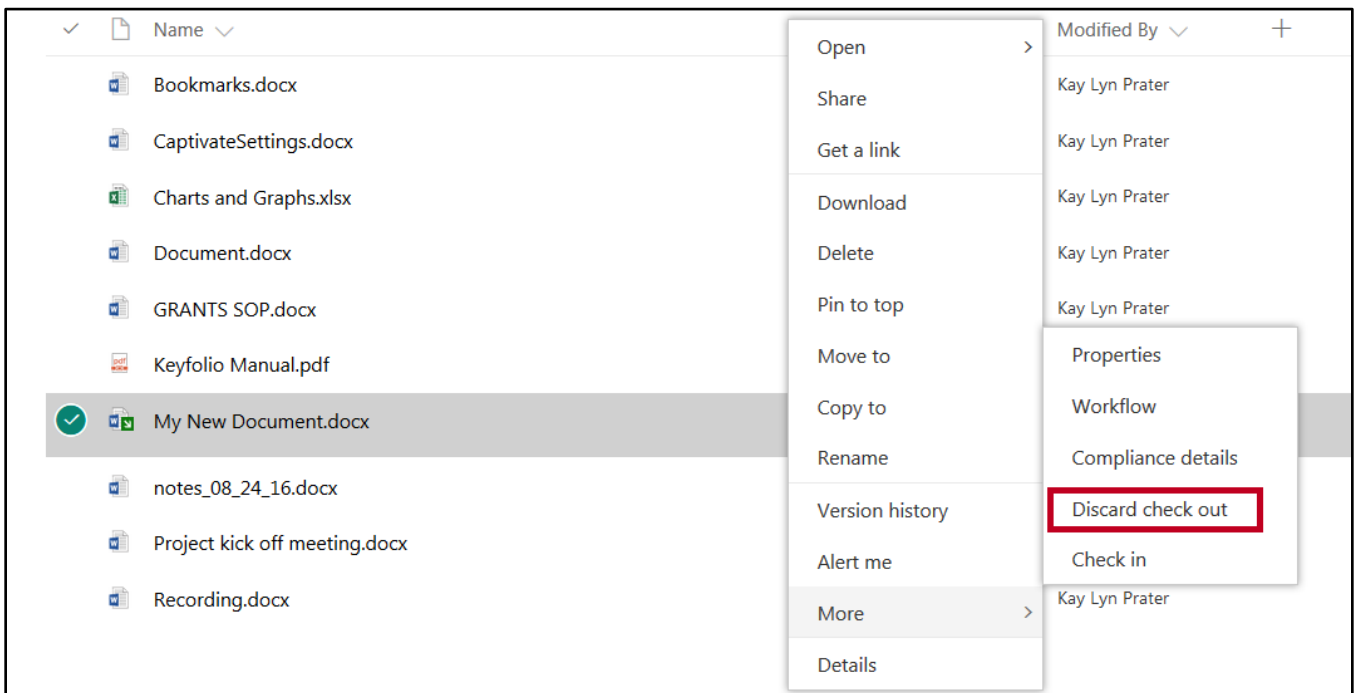 Name
Modified By
Bookmarks.docx
Kay Lyn Prater
CaptivateSettings.docx
Kay Lyn Prater
Charts and Graphs.xlsx
Kay Lyn Prater
Document.docx
Kay Lyn Prater
GRANTS SOP.docx
Kay Lyn Prater
Keyfolio Manual.pdf
My New Document.docx
notes_08_24_16.docx
Project kick off meeting.docx
Recording.docx
Kay Lyn Prater
Open
Share
Get a link
Download
Delete
Pin to top
Move to
Copy to
Rename
Version history
Alert me
More
Details
Properties
Workflow
Compliance details
Discard check out
Check in